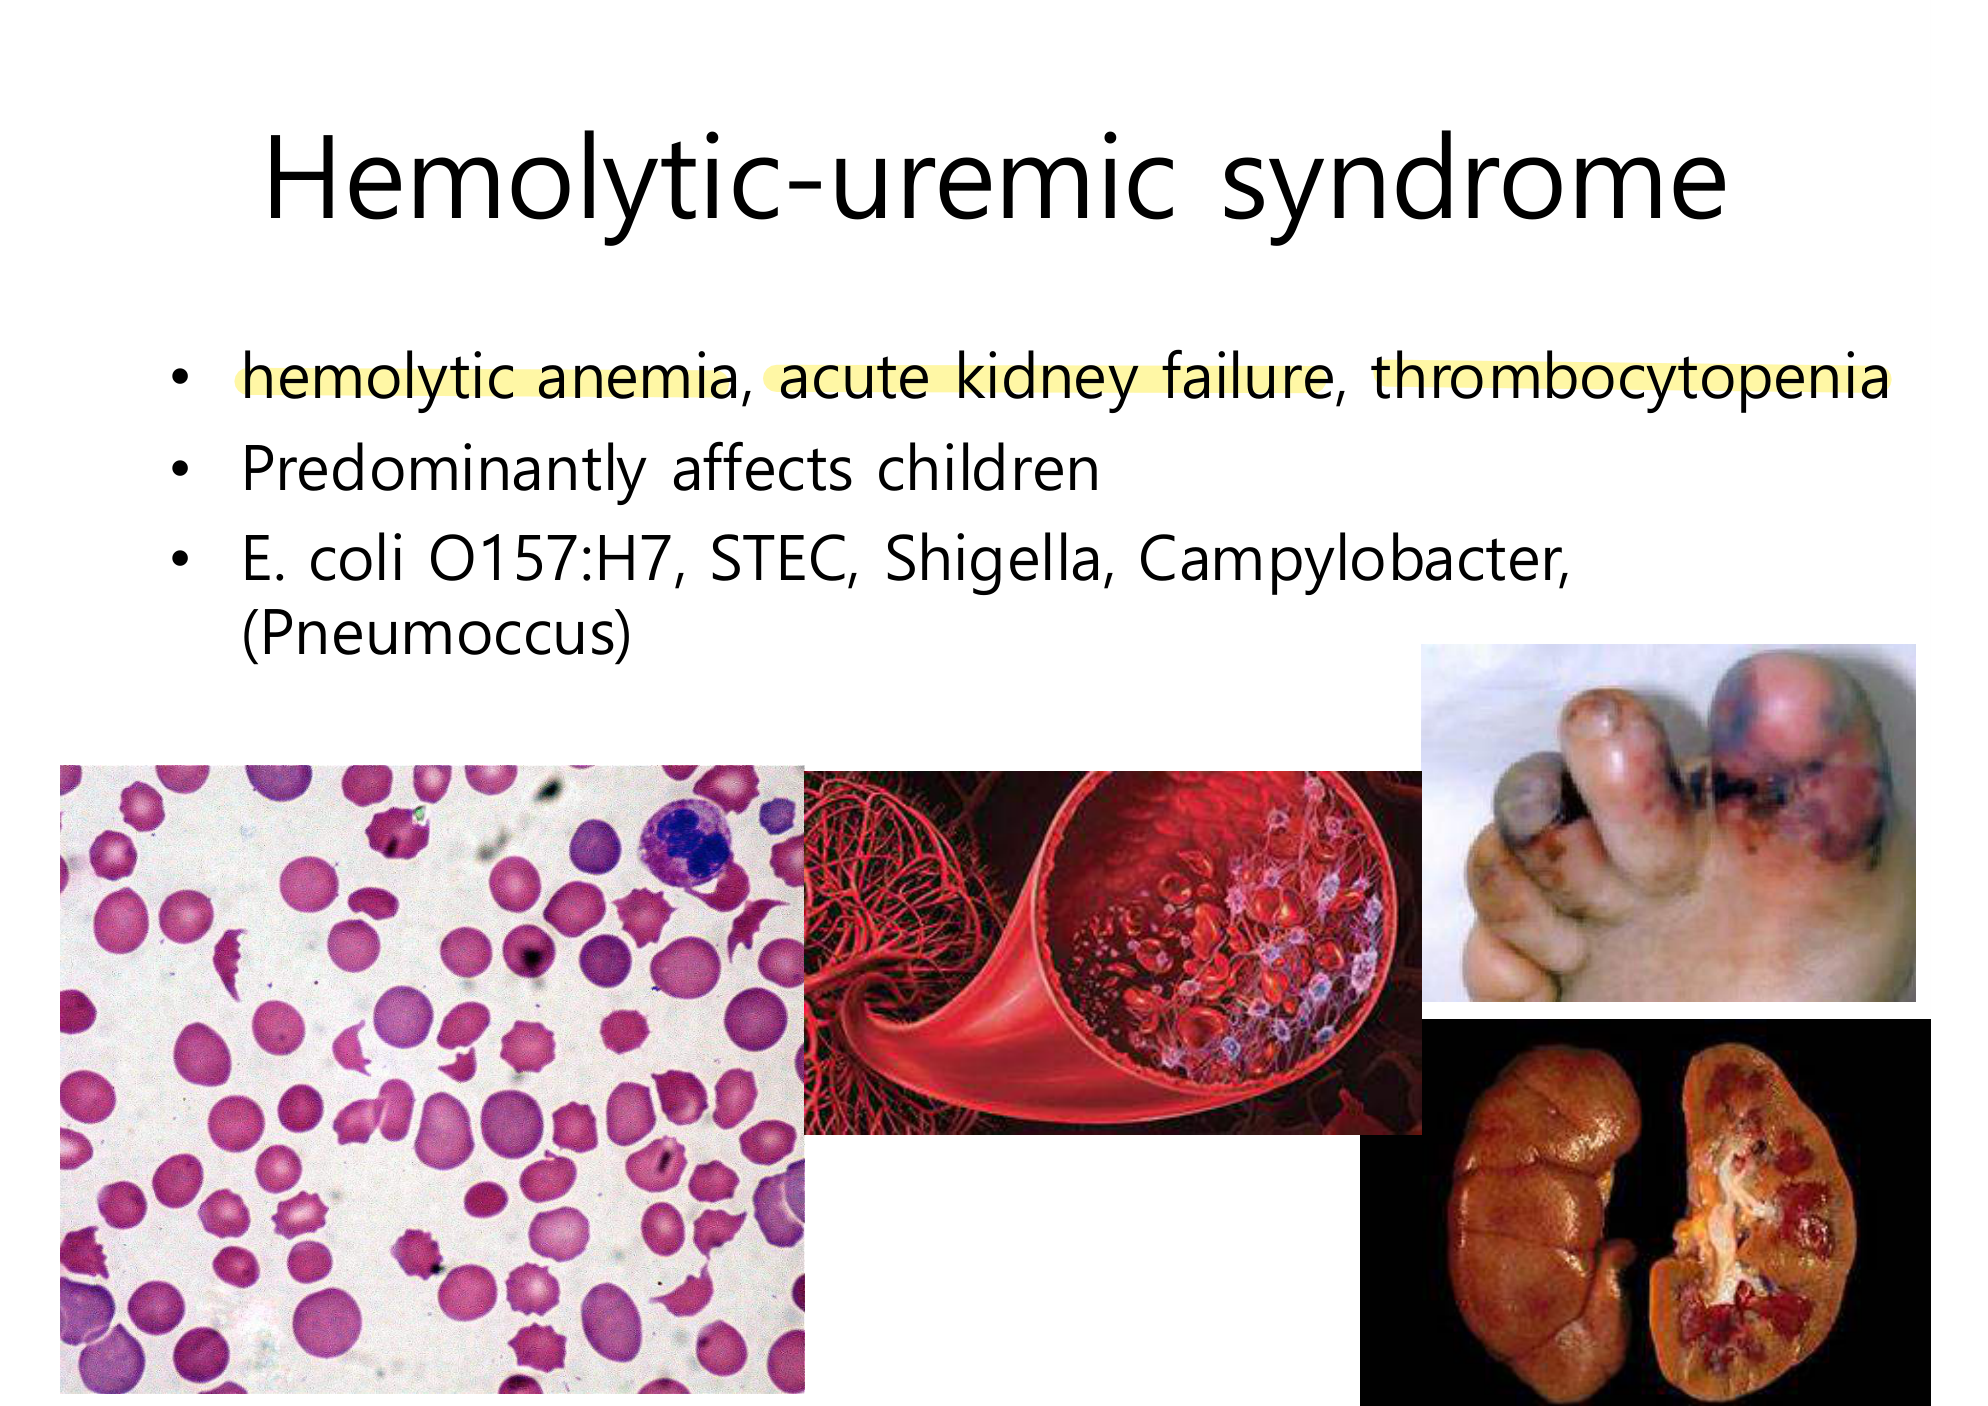 Hemolytic-uremic syndrome
• hemolytic anemia, acute kidney failure, thrombocytopenia
• Predominantly affects children
• E. coli O157:H7, STEC, Shigella, Campylobacter,
(Pneumoccus)